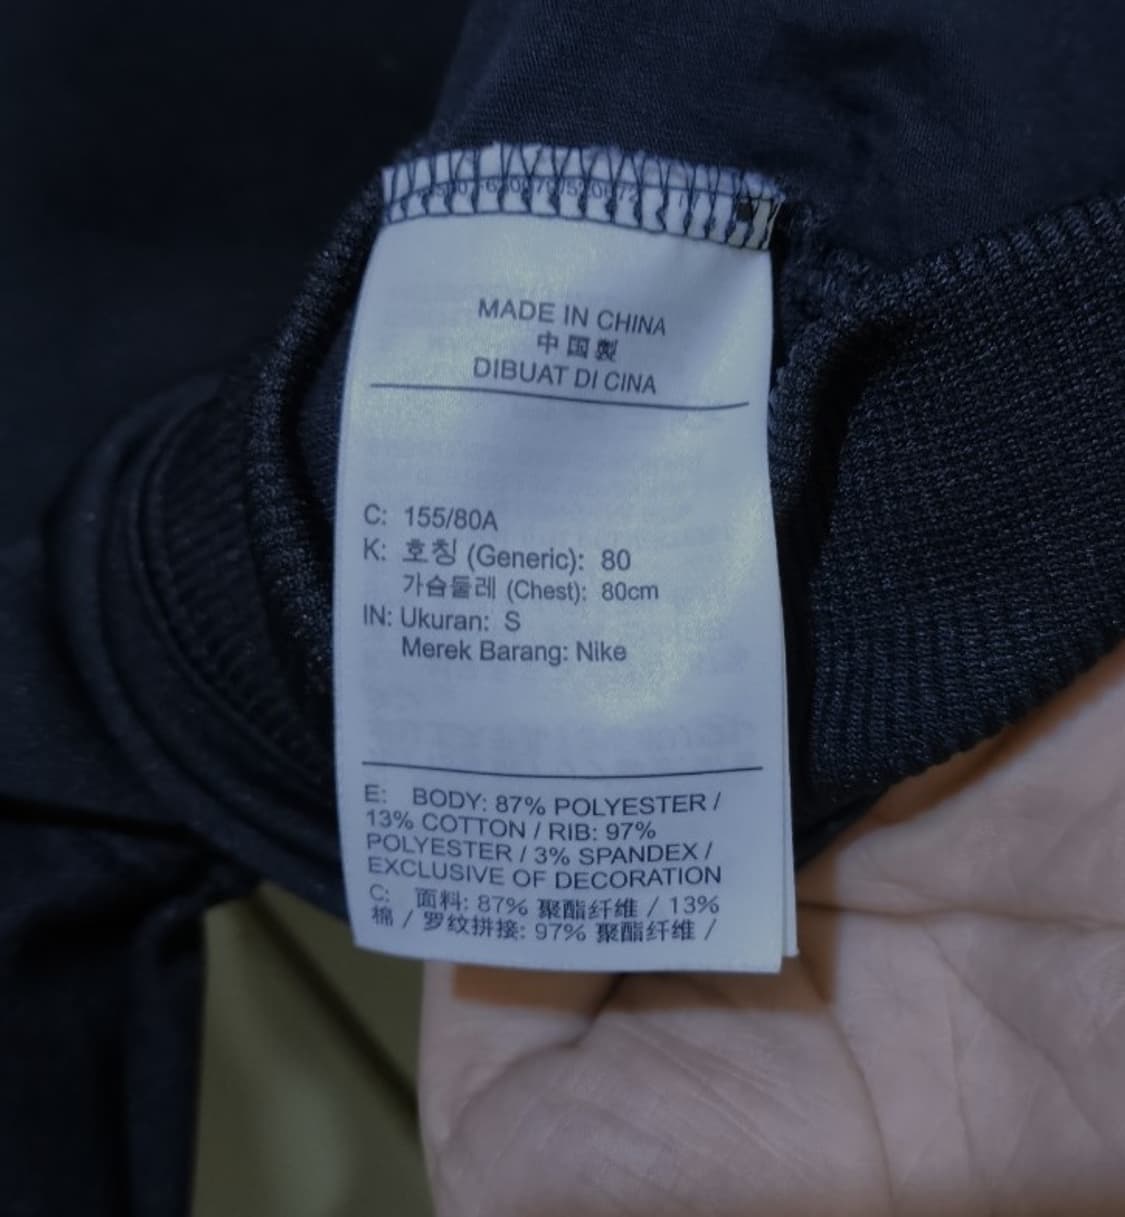 MADE IN CHINA
中国製
DIBUAT DI CINA
C: 155/80A
K: 호칭 (Generic): 80
가슴둘레 (Chest): 80cm
IN: Ukuran: S
Merek Barang: Nike
E: BODY: 87% POLYESTER /
13% COTTON / RIB: 97%
POLYESTER / 3% SPANDEX /
EXCLUSIVE OF DECORATION
C: 面料: 87% 聚酯纤维 / 13%
棉 / 罗纹拼接: 97% 聚酯纤维 /